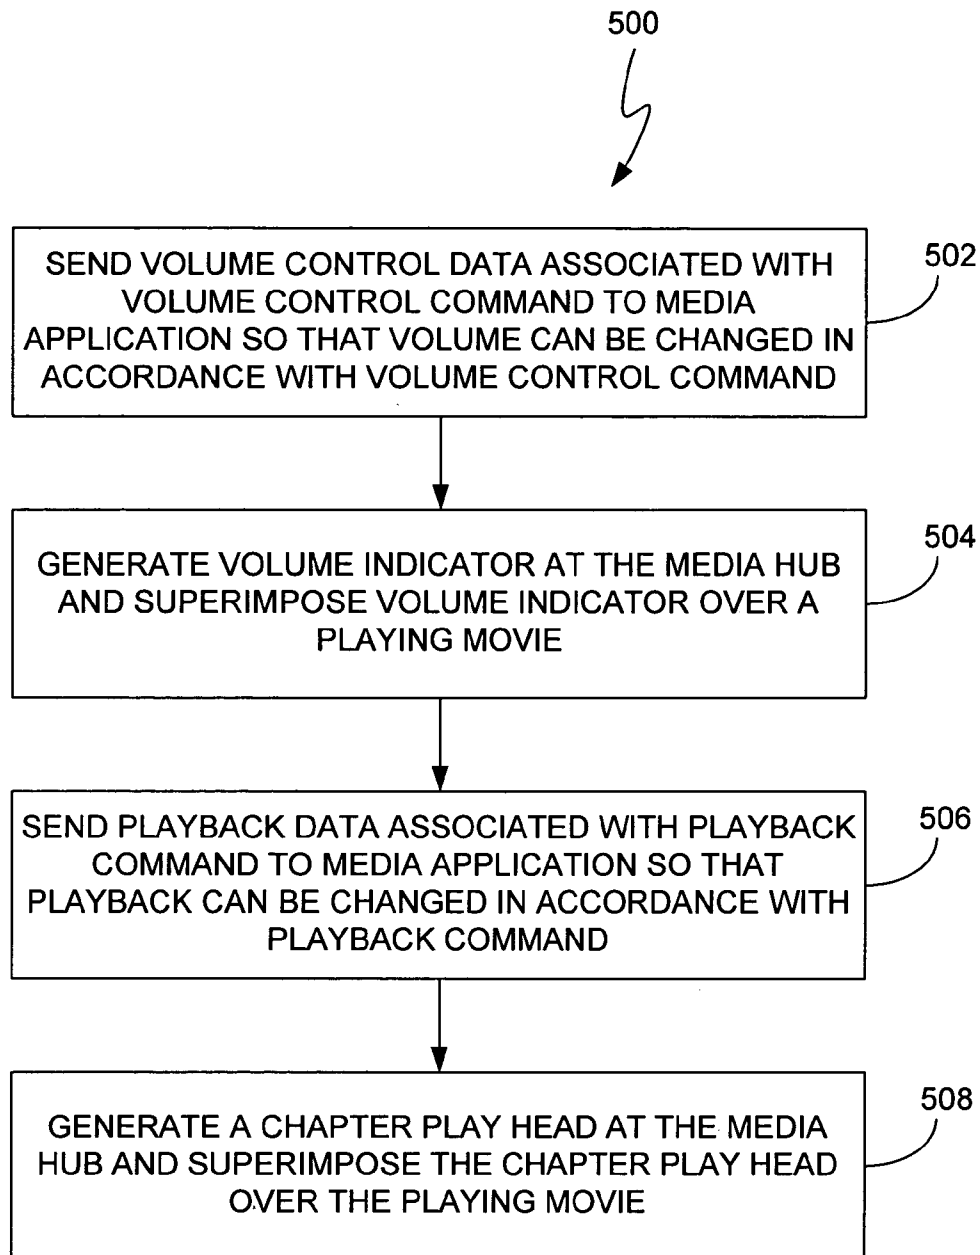 500
SEND VOLUME CONTROL DATA ASSOCIATED WITH
VOLUME CONTROL COMMAND TO MEDIA
APPLICATION SO THAT VOLUME CAN BE CHANGED IN
ACCORDANCE WITH VOLUME CONTROL COMMAND
502
GENERATE VOLUME INDICATOR AT THE MEDIA HUB
AND SUPERIMPOSE VOLUME INDICATOR OVER A
PLAYING MOVIE
504
SEND PLAYBACK DATA ASSOCIATED WITH PLAYBACK
COMMAND TO MEDIA APPLICATION SO THAT
PLAYBACK CAN BE CHANGED IN ACCORDANCE WITH
PLAYBACK COMMAND
506
GENERATE A CHAPTER PLAY HEAD AT THE MEDIA
HUB AND SUPERIMPOSE THE CHAPTER PLAY HEAD
OVER THE PLAYING MOVIE
508